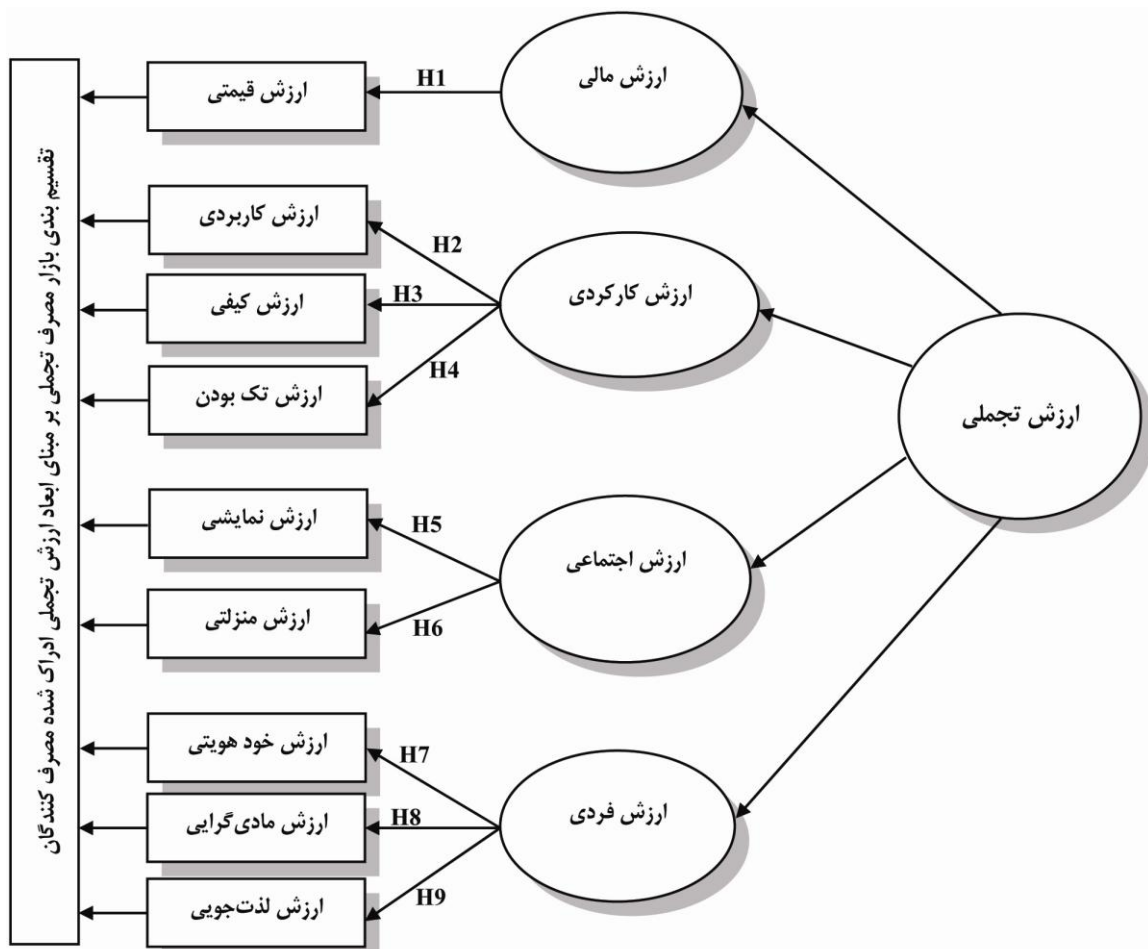 ارزش تجملی
ارزش مالی
H1
ارزش قیمتی
ارزش کارکردی
H2
ارزش کاربردی
H3
ارزش کیفی
H4
ارزش تک بودن
ارزش اجتماعی
H5
ارزش نمایشی
H6
ارزش منزلتی
ارزش فردی
H7
ارزش خود هویتی
H8
ارزش مادی‌گرایی
H9
ارزش لذت‌جویی
تقسیم بندی بازار مصرف تجملی بر مبنای ابعاد ارزش تجملی ادراک شده مصرف کنندگان